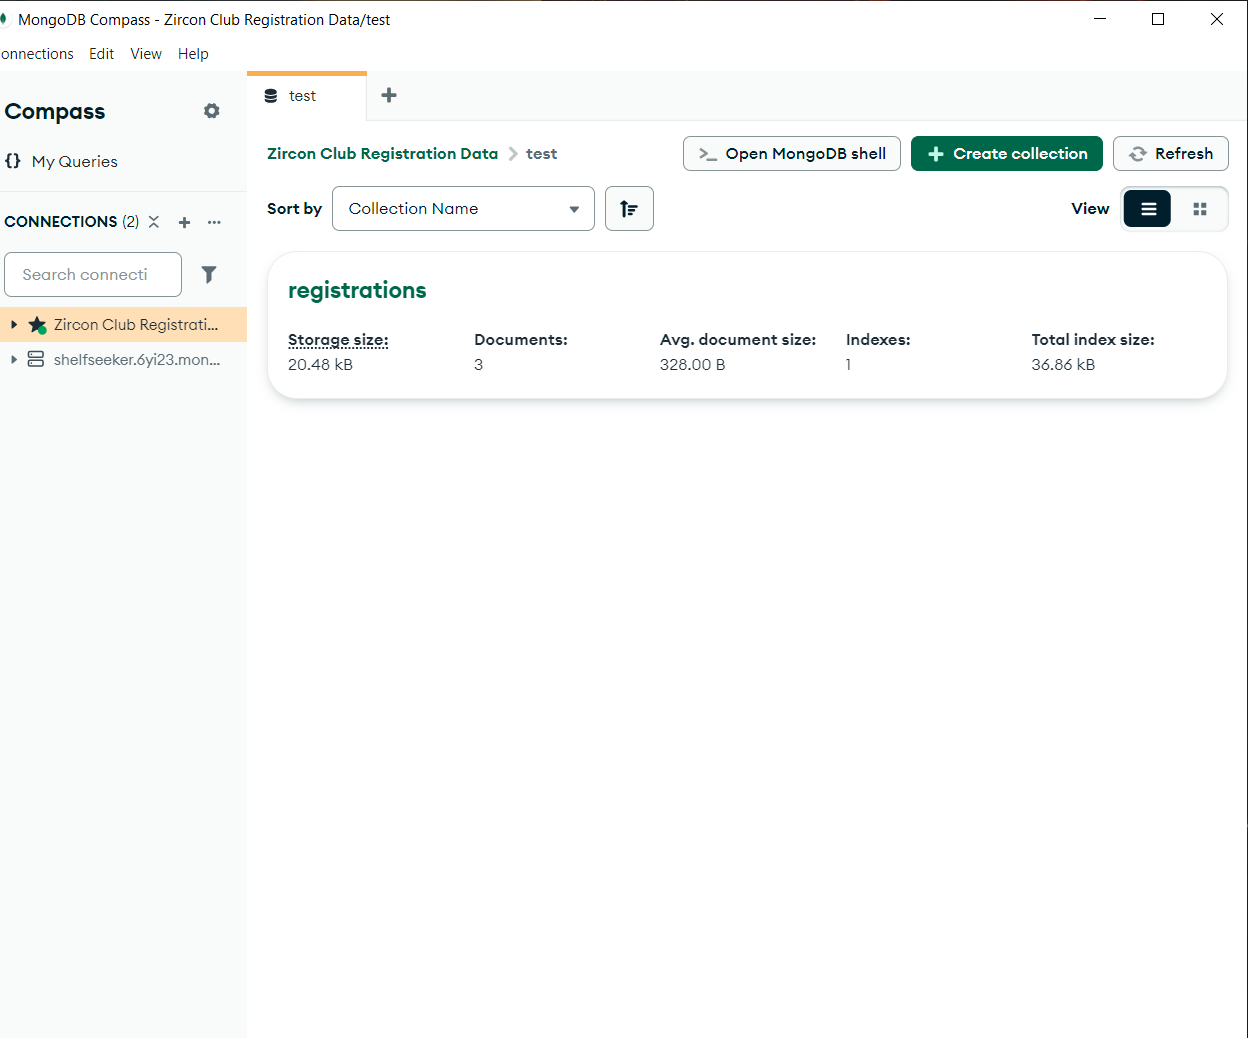 MongoDB Compass - Zircon Club Registration Data/test
onnections Edit View Help
Compass
{} My Queries
CONNECTIONS (2)
Search connecti
Zircon Club Registrati...
shelfseeker.6yi23.mon...
test
Zircon Club Registration Data > test
>_ Open MongoDB shell
+ Create collection
Refresh
Sort by Collection Name
View
registrations
Storage size: Documents: Avg. document size: Indexes: Total index size:
20.48 kB 3 328.00 B 1 36.86 kB